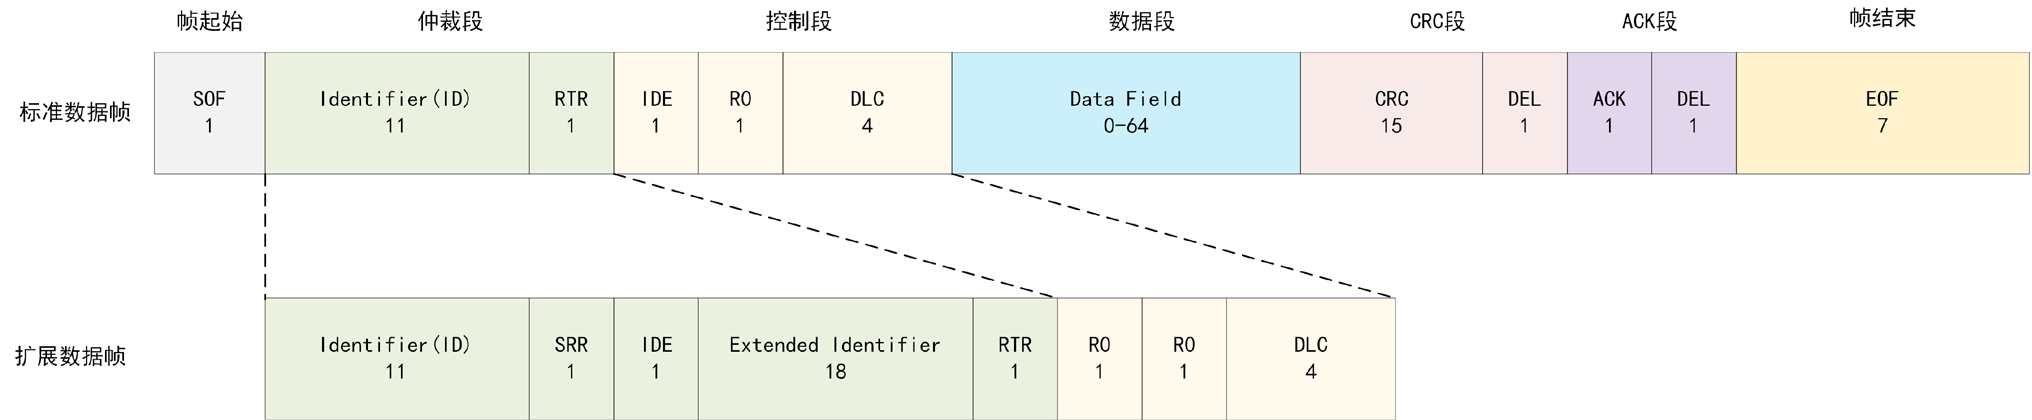 帧起始 仲裁段 控制段 数据段 CRC段 ACK段 帧结束
标准数据帧
SOF Identifier(ID) RTR IDE RO DLC Data Field CRC DEL ACK DEL EOF
1 11 1 1 1 4 0-64 15 1 1 1 7
扩展数据帧
Identifier(ID) SRR IDE Extended Identifier RTR RO RO DLC
11 1 1 18 1 1 1 4